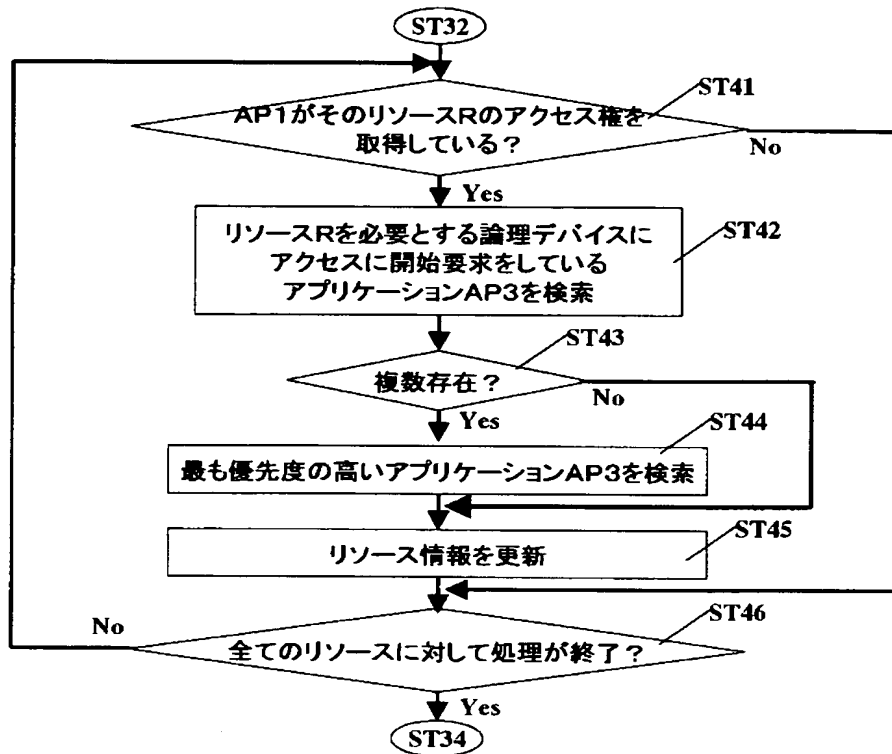 ST32
ST41
AP1がそのリソースRのアクセス権を
取得している？
No
Yes
リソースRを必要とする論理デバイスに
アクセスに開始要求をしている
アプリケーションAP3を検索
ST42
ST43
複数存在？
No
Yes
ST44
最も優先度の高いアプリケーションAP3を検索
ST45
リソース情報を更新
ST46
No
全てのリソースに対して処理が終了？
Yes
ST34